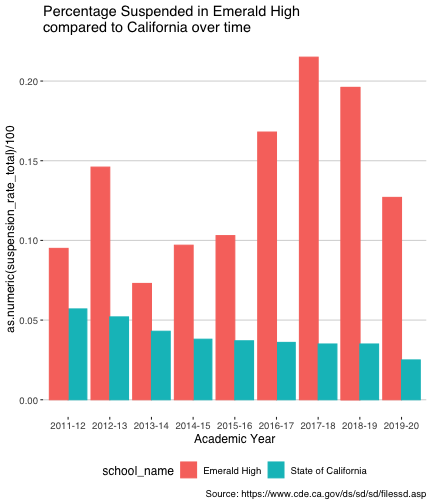 Percentage Suspended in Emerald High
compared to California over time
as.numeric(suspension_rate_total)/100
0.20
0.15
0.10
0.05
0.00
2011-12 2012-13 2013-14 2014-15 2015-16 2016-17 2017-18 2018-19 2019-20
Academic Year
school_name Emerald High State of California
Source: https://www.cde.ca.gov/ds/sd/sd/filessd.asp